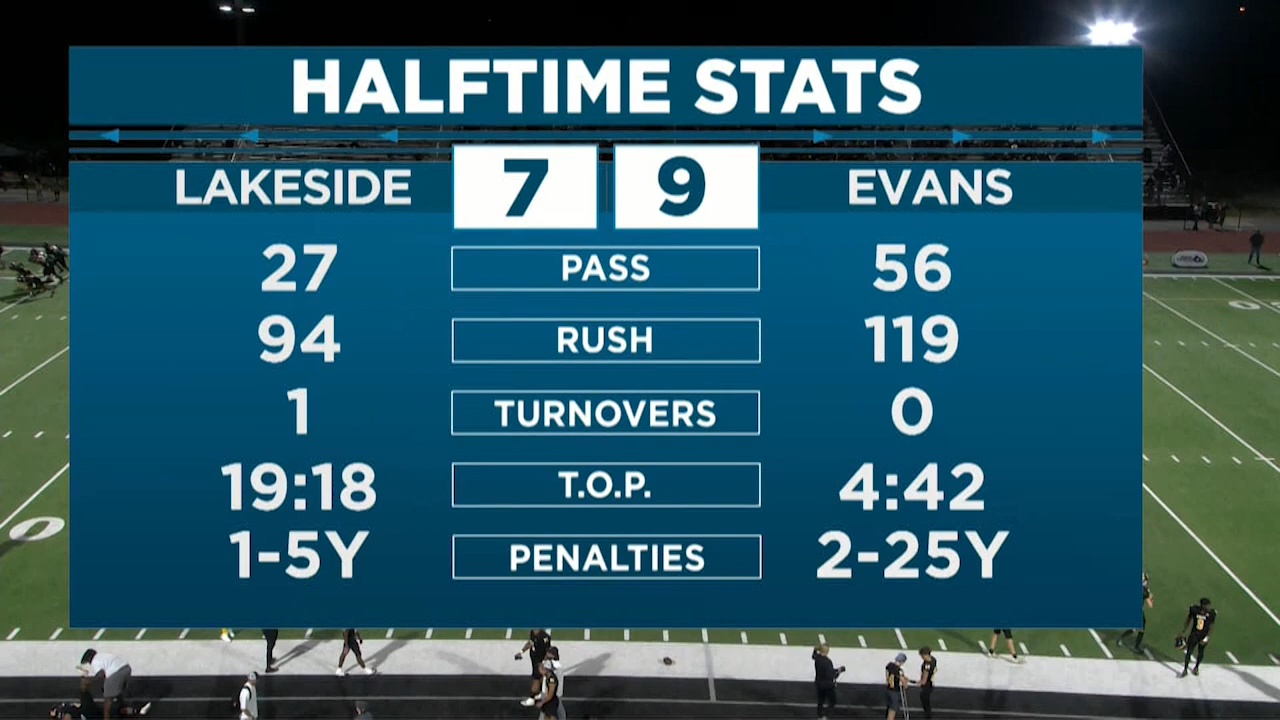 HALFTIME STATS
LAKESIDE 7 9 EVANS
27 PASS 56
94 RUSH 119
1 TURNOVERS 0
19:18 T.O.P. 4:42
1-5Y PENALTIES 2-25Y